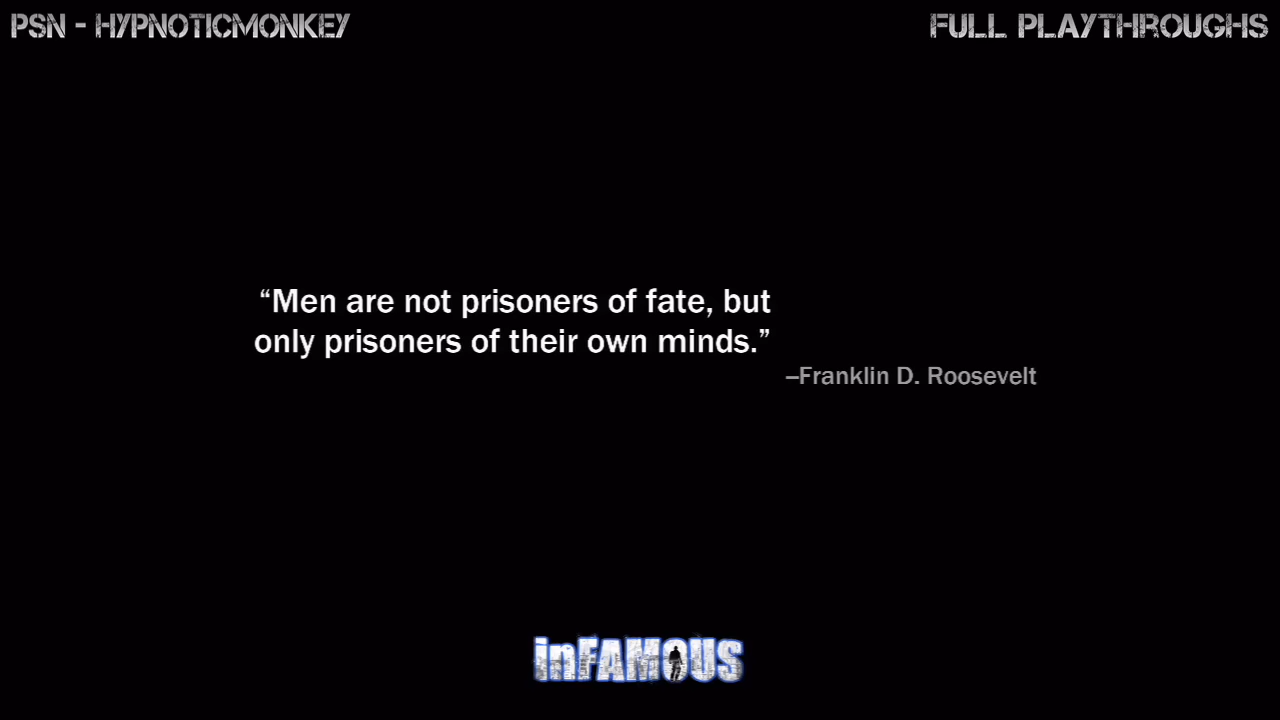 PSN - HYPNOTICMONKEY
FULL PLAYTHROUGHS
“Men are not prisoners of fate, but
only prisoners of their own minds.”
–Franklin D. Roosevelt
inFAMOUS